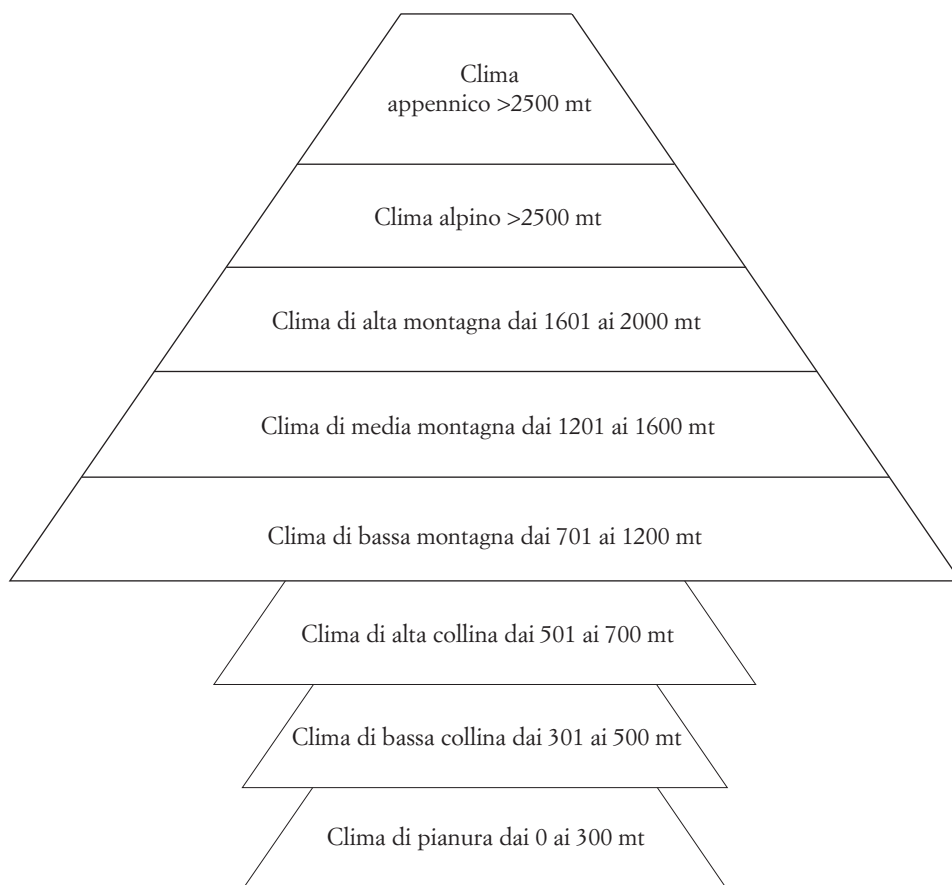 Clima
appennico >2500 mt
Clima alpino >2500 mt
Clima di alta montagna dai 1601 ai 2000 mt
Clima di media montagna dai 1201 ai 1600 mt
Clima di bassa montagna dai 701 ai 1200 mt
Clima di alta collina dai 501 ai 700 mt
Clima di bassa collina dai 301 ai 500 mt
Clima di pianura dai 0 ai 300 mt